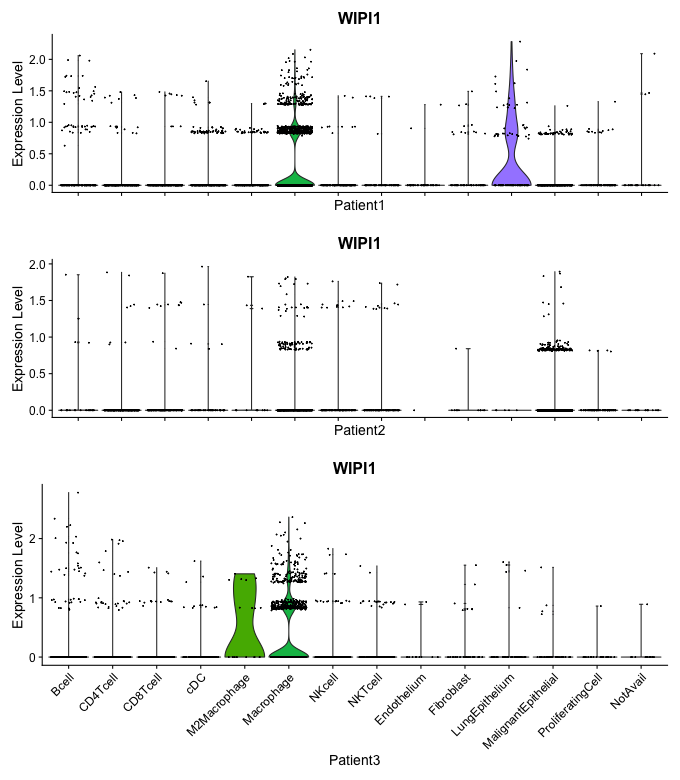 WIPI1
Expression Level
2.0
1.5
1.0
0.5
0.0
Patient1
WIPI1
Expression Level
2.0
1.5
1.0
0.5
0.0
Patient2
WIPI1
Expression Level
2
1
0
Bcell
CD4Tcell
CD8Tcell
cDC
M2Macrophage
Macrophage
NKcell
NKTcell
Endothelium
Fibroblast
LungEpithelium
MalignantEpithelial
ProliferatingCell
NotAvail
Patient3